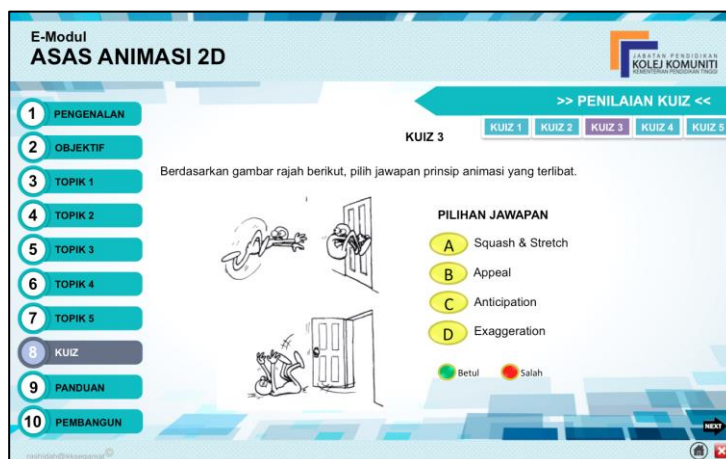 E-Modul
ASAS ANIMASI 2D
JABATAN PENDIDIKAN
KOLEJ KOMUNITI
KEMENTERIAN PENDIDIKAN TINGGI
>> PENILAIAN KUIZ <<
KUIZ 1
KUIZ 2
KUIZ 3
KUIZ 4
KUIZ 5
1 PENGENALAN
2 OBJEKTIF
3 TOPIK 1
4 TOPIK 2
5 TOPIK 3
6 TOPIK 4
7 TOPIK 5
8 KUIZ
9 PANDUAN
10 PEMBANGUN
KUIZ 3
Berdasarkan gambar rajah berikut, pilih jawapan prinsip animasi yang terlibat.
PILIHAN JAWAPAN
A Squash & Stretch
B Appeal
C Anticipation
D Exaggeration
Betul
Salah
NEXT